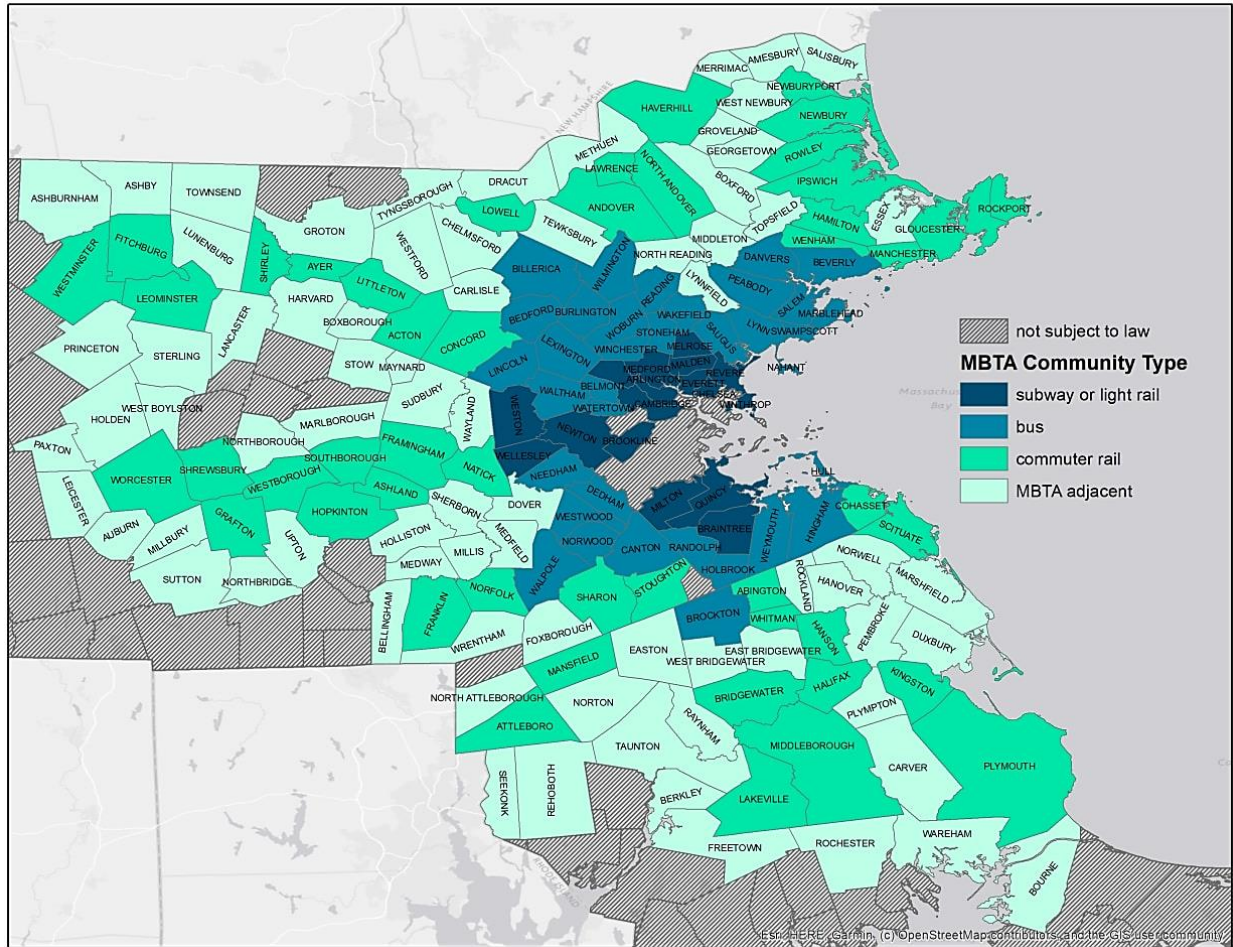 SALISBURY
AMESBURY
MERRIMAC
NEWBURYPORT
WEST NEWBURY
HAVERHILL
NEWBURY
NEW HAMPSHIRE
GROVELAND
METHUEN
GEORGETOWN
ROWLEY
LAWRENCE
NORTH ANDOVER
ASHBURNHAM
ASHBY
TOWNSEND
TYNGSBOROUGH
DRACUT
BOXFORD
IPSWICH
LOWELL
ANDOVER
ROCKPORT
ESSEX
HAMILTON
TOPSFIELD
GLOUCESTER
GROTON
CHELMSFORD
TEWKSBURY
MIDDLETON
WENHAM
FITCHBURG
LUNENBURG
SHIRLEY
WESTFORD
NORTH READING
MANCHESTER
WESTMINSTER
AYER
BILLERICA
WILMINGTON
DANVERS
BEVERLY
LITTLETON
CARLISLE
LYNNFIELD
PEABODY
LEOMINSTER
HARVARD
BEDFORD
BURLINGTON
READING
SALEM
MARBLEHEAD
LANCASTER
BOXBOROUGH
WOBURN
WAKEFIELD
ACTON
CONCORD
STONEHAM
SAUGUS
LYNN
SWAMPSCOTT
PRINCETON
STERLING
LEXINGTON
WINCHESTER
MELROSE
STOW
MAYNARD
LINCOLN
MEDFORD
MALDEN
REVERE
NAHANT
ARLINGTON
EVERETT
SUDBURY
WALTHAM
BELMONT
CHELSEA
WEST BOYLSTON
WATERTOWN
CAMBRIDGE
WINTHROP
HOLDEN
MARLBOROUGH
WAYLAND
WESTON
NEWTON
NORTHBOROUGH
FRAMINGHAM
BROOKLINE
PAXTON
SOUTHBOROUGH
WELLESLEY
SHREWSBURY
WESTBOROUGH
NATICK
NEEDHAM
HULL
WORCESTER
ASHLAND
SHERBORN
DOVER
DEDHAM
MILTON
QUINCY
COHASSET
LEICESTER
GRAFTON
HOPKINTON
WESTWOOD
SCITUATE
AUBURN
MILLBURY
UPTON
HOLLISTON
MEDFIELD
NORWOOD
BRAINTREE
WEYMOUTH
HINGHAM
MILLIS
CANTON
RANDOLPH
NORWELL
SUTTON
NORTHBRIDGE
MEDWAY
WALPOLE
HOLBROOK
ROCKLAND
HANOVER
MARSHFIELD
NORFOLK
SHARON
STOUGHTON
ABINGTON
BELLINGHAM
FRANKLIN
BROCKTON
WHITMAN
HANSON
PEMBROKE
WRENTHAM
FOXBOROUGH
DUXBURY
EASTON
EAST BRIDGEWATER
WEST BRIDGEWATER
MANSFIELD
HALIFAX
KINGSTON
NORTH ATTLEBOROUGH
NORTON
BRIDGEWATER
PLYMPTON
ATTLEBORO
RAYNHAM
TAUNTON
MIDDLEBOROUGH
PLYMOUTH
CARVER
SEEKONK
REHOBOTH
BERKLEY
LAKEVILLE
WAREHAM
FREETOWN
ROCHESTER
BOURNE
not subject to law
MBTA Community Type
subway or light rail
bus
commuter rail
MBTA adjacent
Massachusetts
Bay
Esri, HERE, Garmin, (c) OpenStreetMap contributors, and the GIS user community